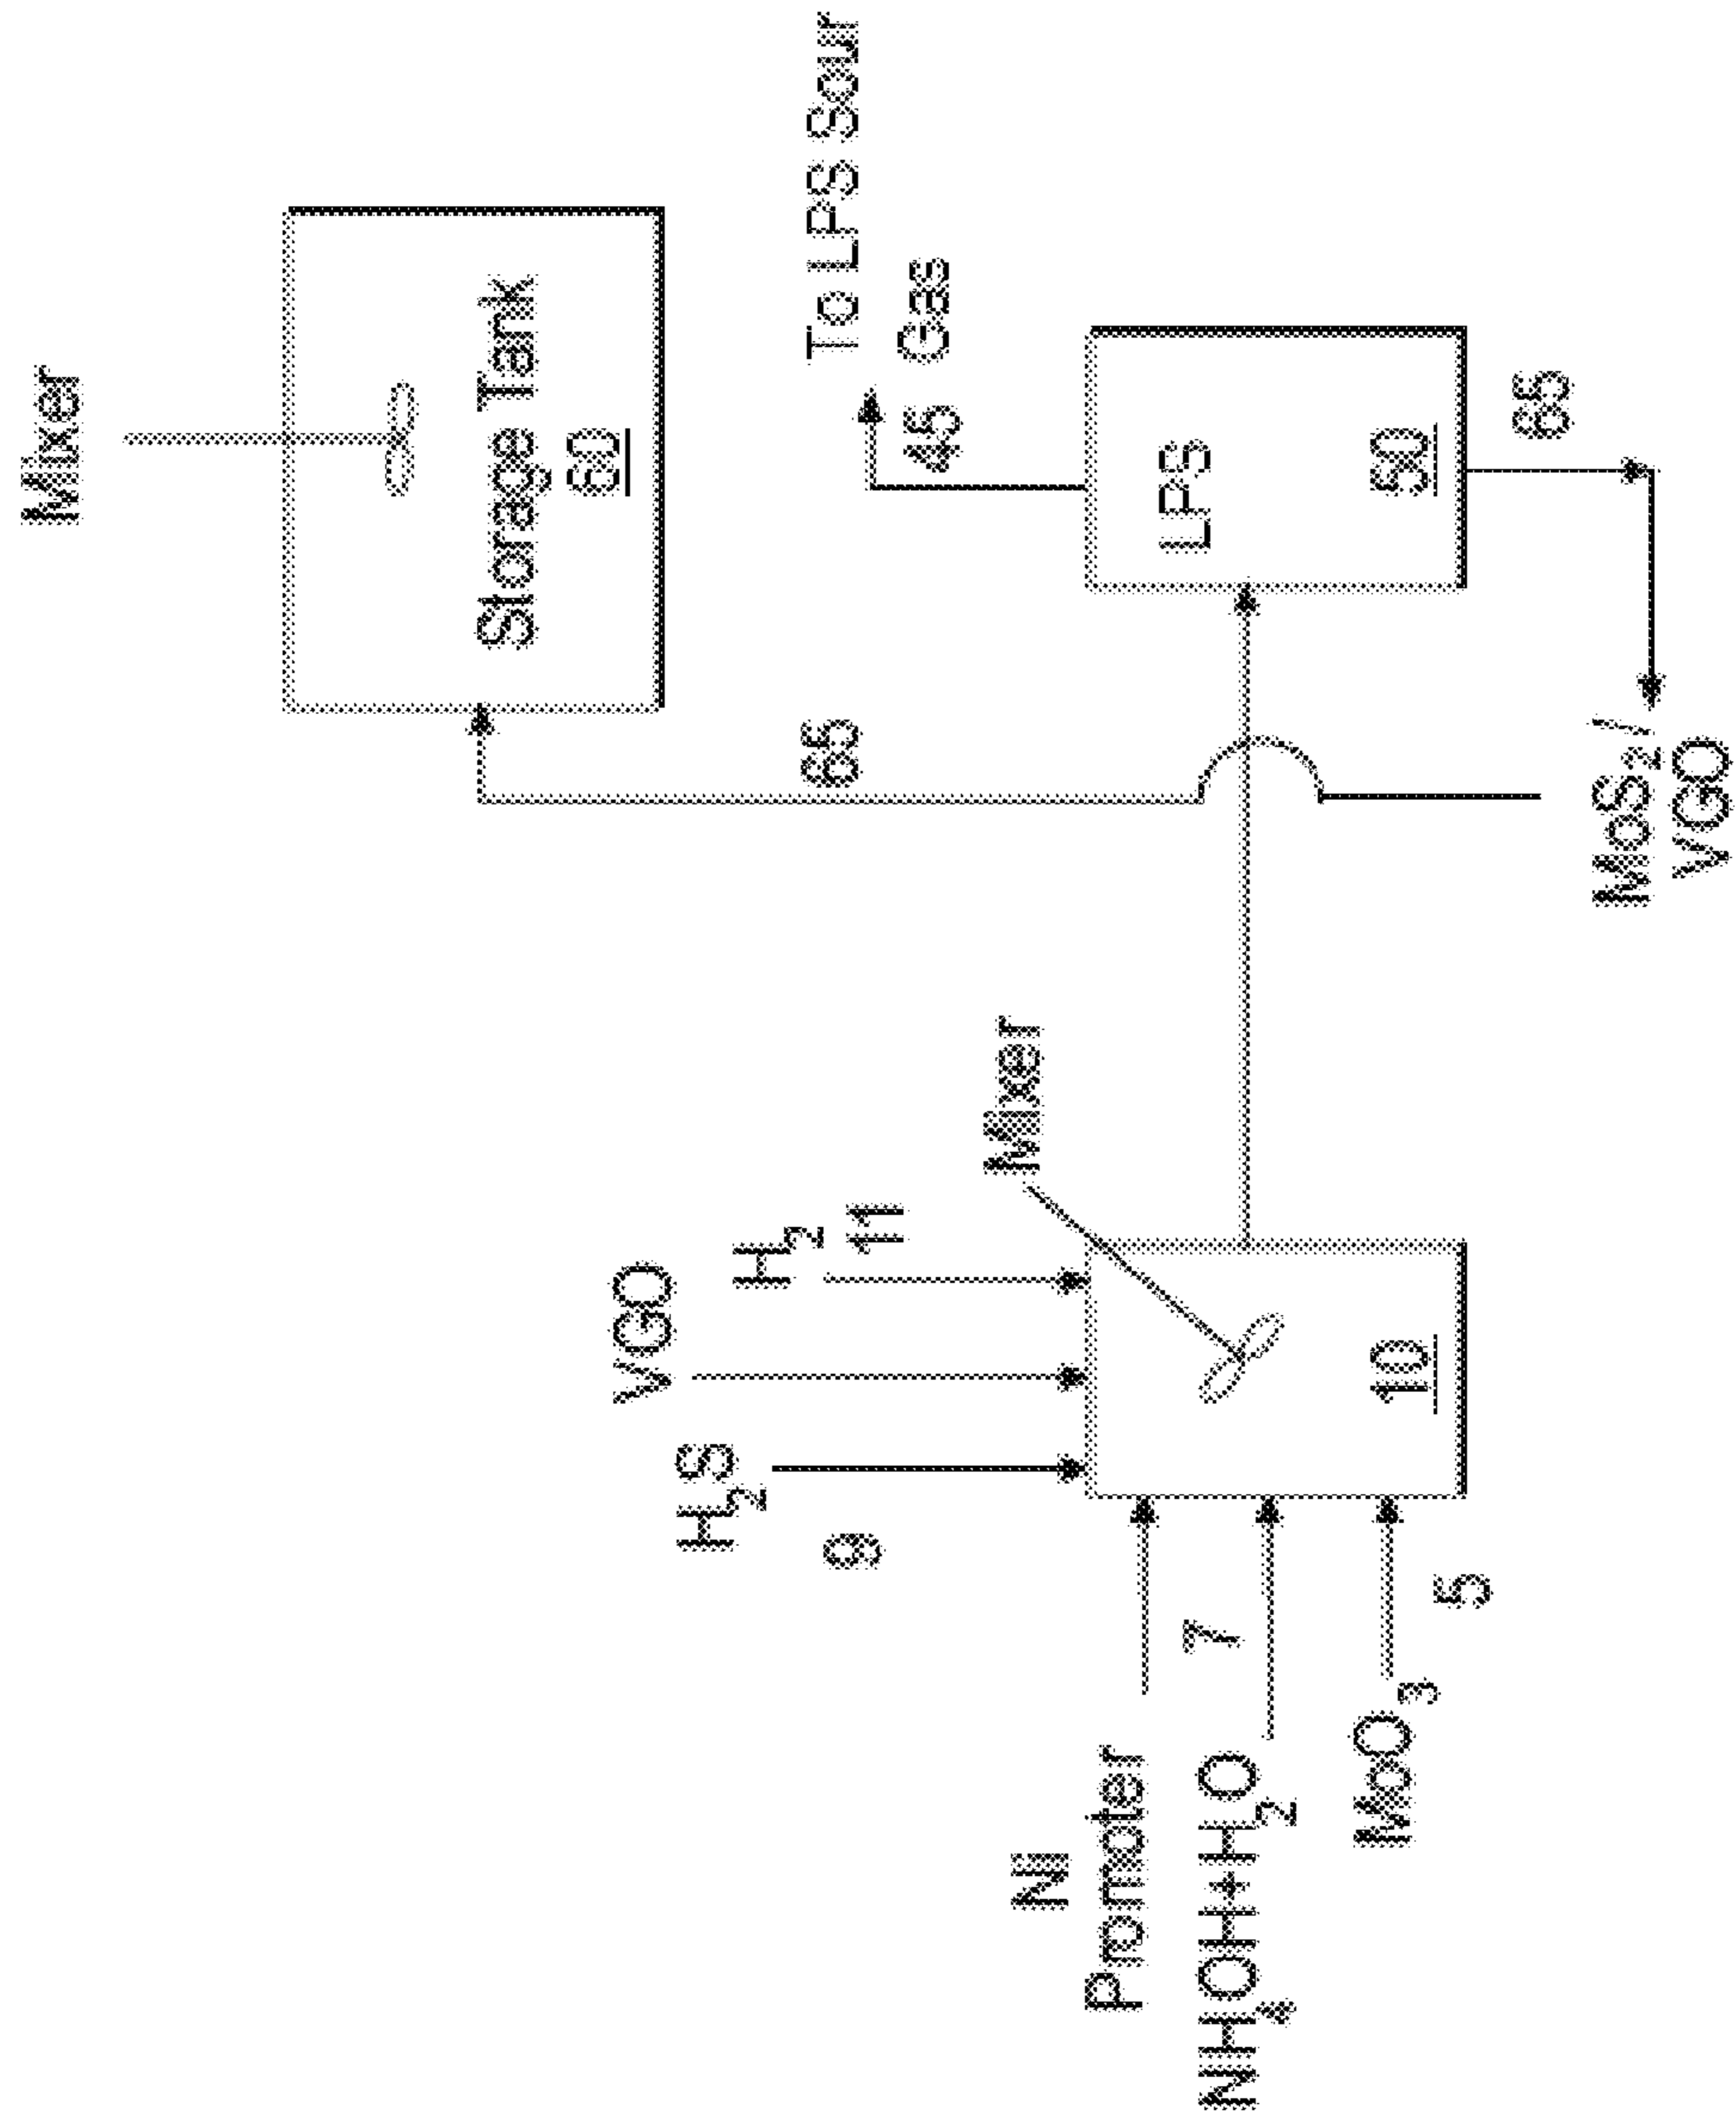 Mixer
Storage Tank
60
H₂S
9
VGO
H₂
11
Mixer
65
To LPS Sour
Gas
45
Ni
Promoter
7
NH₄OH+H₂O
MoO₃
5
10
LPS
50
65
MoS₂/
VGO